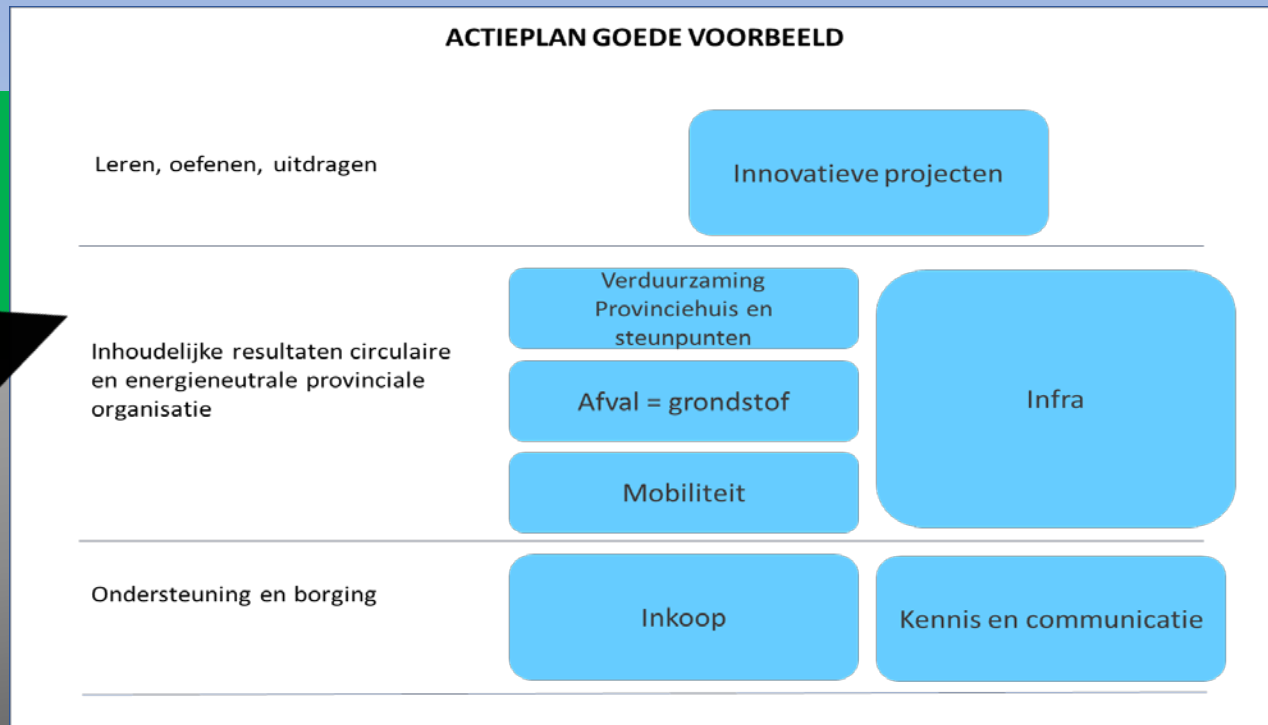 ACTIEPLAN GOEDE VOORBEELD
Leren, oefenen, uitdragen
Innovatieve projecten
Inhoudelijke resultaten circulaire
en energieneutrale provinciale
organisatie
Verduurzaming
Provinciehuis en
steunpunten
Afval = grondstof
Mobiliteit
Infra
Ondersteuning en borging
Inkoop
Kennis en communicatie